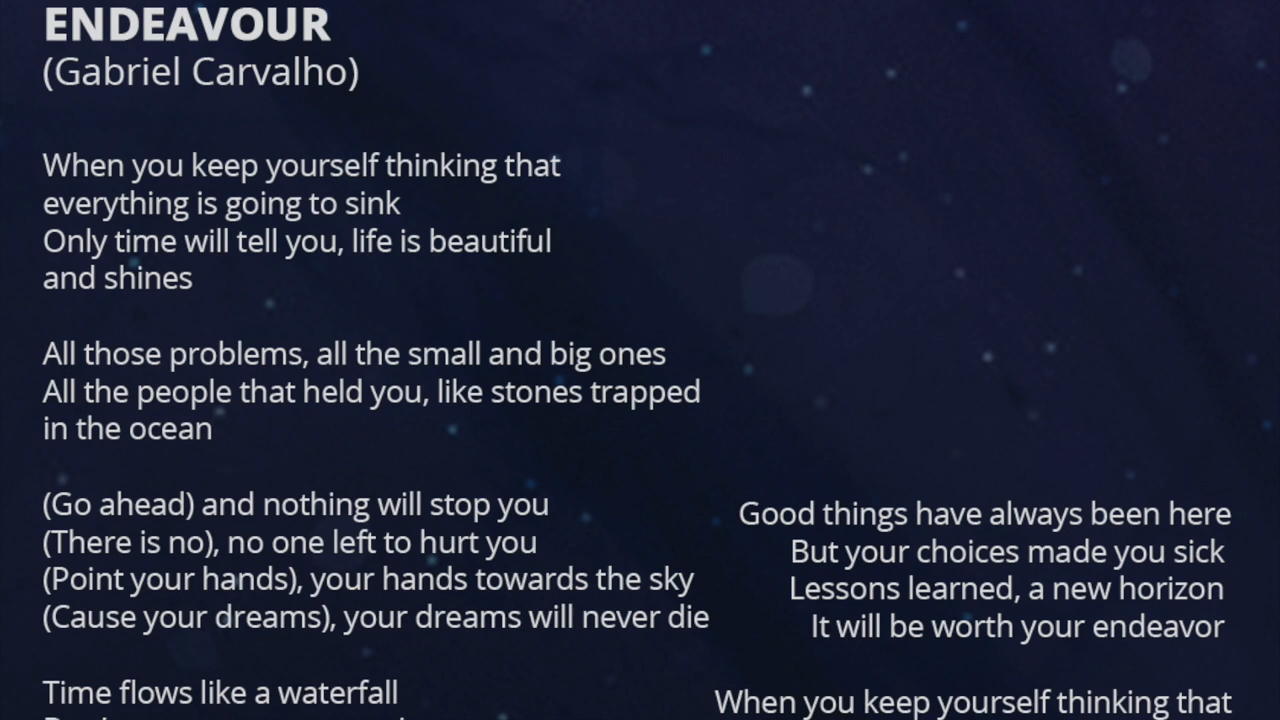 ENDEAVOUR
(Gabriel Carvalho)
When you keep yourself thinking that
everything is going to sink
Only time will tell you, life is beautiful
and shines
All those problems, all the small and big ones
All the people that held you, like stones trapped
in the ocean
(Go ahead) and nothing will stop you
(There is no), no one left to hurt you
(Point your hands), your hands towards the sky
(Cause your dreams), your dreams will never die
Time flows like a waterfall
Good things have always been here
But your choices made you sick
Lessons learned, a new horizon
It will be worth your endeavor
When you keep yourself thinking that